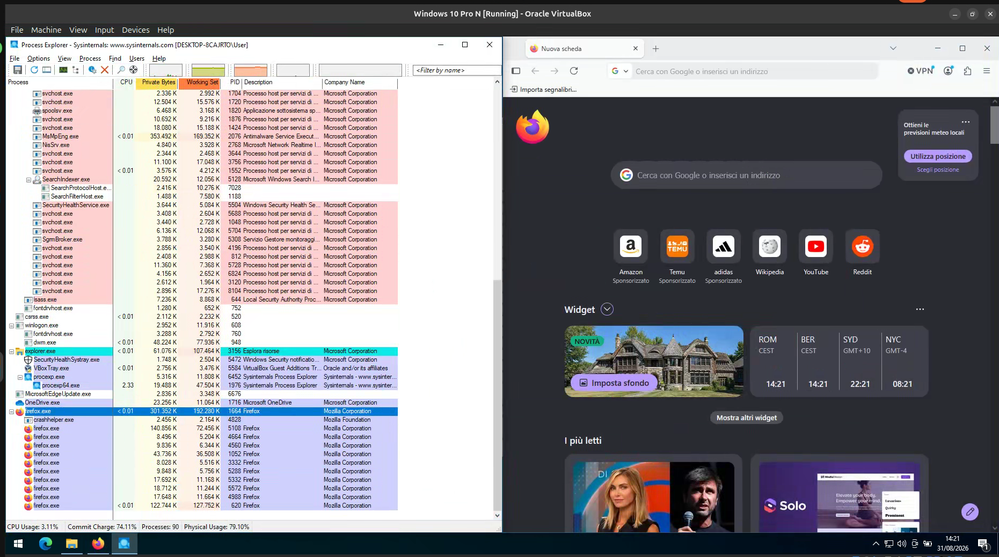 Windows 10 Pro N [Running] - Oracle VirtualBox
File Machine View Input Devices Help
Process Explorer - Sysinternals: www.sysinternals.com [DESKTOP-8CAJRTO\User]
File Options View Process Find Users Help
<Filter by name>
Process CPU Private Bytes Working Set PID Description Company Name
svchost.exe 2.336 K 2.992 K 1704 Processo host per servizi di ... Microsoft Corporation
svchost.exe 12.504 K 15.576 K 1720 Processo host per servizi di ... Microsoft Corporation
spoolsv.exe 6.468 K 3.168 K 1820 Applicazione sottosistema sp... Microsoft Corporation
svchost.exe 10.692 K 9.216 K 1876 Processo host per servizi di ... Microsoft Corporation
svchost.exe 18.080 K 15.188 K 1424 Processo host per servizi di ... Microsoft Corporation
MsMpEng.exe < 0.01 353.492 K 169.352 K 2076 Antimalware Service Execut... Microsoft Corporation
NisSrv.exe 4.840 K 3.928 K 2768 Microsoft Network Realtime I... Microsoft Corporation
svchost.exe 2.344 K 2.468 K 3644 Processo host per servizi di ... Microsoft Corporation
svchost.exe 11.100 K 17.048 K 3756 Processo host per servizi di ... Microsoft Corporation
svchost.exe < 0.01 3.576 K 4.212 K 1552 Processo host per servizi di ... Microsoft Corporation
SearchIndexer.exe 20.592 K 12.056 K 5128 Microsoft Windows Search I... Microsoft Corporation
SearchProtocolHost.e... 2.416 K 10.276 K 7028
SearchFilterHost.exe 1.488 K 7.580 K 1188
SecurityHealthService.exe 3.644 K 5.084 K 5504 Windows Security Health Se... Microsoft Corporation
svchost.exe 3.408 K 2.604 K 5688 Processo host per servizi di ... Microsoft Corporation
svchost.exe 3.440 K 2.728 K 1048 Processo host per servizi di ... Microsoft Corporation
svchost.exe 6.136 K 12.068 K 5704 Processo host per servizi di ... Microsoft Corporation
SgrmBroker.exe 3.788 K 3.280 K 5308 Servizio Gestore monitoraggi... Microsoft Corporation
svchost.exe 2.856 K 3.540 K 4196 Processo host per servizi di ... Microsoft Corporation
svchost.exe 2.408 K 2.988 K 812 Processo host per servizi di ... Microsoft Corporation
svchost.exe 11.360 K 7.368 K 5728 Processo host per servizi di ... Microsoft Corporation
svchost.exe 4.156 K 2.652 K 6824 Processo host per servizi di ... Microsoft Corporation
svchost.exe 2.612 K 1.964 K 3120 Processo host per servizi di ... Microsoft Corporation
svchost.exe 2.896 K 17.276 K 8104 Processo host per servizi di ... Microsoft Corporation
lsass.exe 7.236 K 8.868 K 644 Local Security Authority Proc... Microsoft Corporation
fontdrvhost.exe 1.280 K 652 K 752
csrss.exe < 0.01 2.112 K 2.232 K 520
winlogon.exe 2.952 K 11.916 K 608
fontdrvhost.exe 3.288 K 2.792 K 760
dwm.exe < 0.01 48.224 K 77.936 K 948
explorer.exe < 0.01 61.076 K 107.464 K 3156 Esplora risorse Microsoft Corporation
SecurityHealthSystray.exe 1.748 K 2.504 K 5472 Windows Security notificatio... Microsoft Corporation
VBoxTray.exe < 0.01 2.756 K 3.476 K 5584 VirtualBox Guest Additions Tr... Oracle and/or its affiliates
procexp.exe 5.316 K 11.808 K 6452 Sysinternals Process Explorer Sysinternals - www.sysinter...
procexp64.exe 2.33 19.488 K 47.504 K 1976 Sysinternals Process Explorer Sysinternals - www.sysinter...
MicrosoftEdgeUpdate.exe 2.836 K 3.348 K 6676
OneDrive.exe 23.256 K 11.064 K 1716 Microsoft OneDrive Microsoft Corporation
firefox.exe < 0.01 301.352 K 192.280 K 1664 Firefox Mozilla Corporation
crashhelper.exe 2.456 K 2.164 K 4828 Mozilla Foundation
firefox.exe 140.856 K 72.456 K 5108 Firefox Mozilla Corporation
firefox.exe 8.496 K 5.204 K 4664 Firefox Mozilla Corporation
firefox.exe 9.836 K 6.344 K 4560 Firefox Mozilla Corporation
firefox.exe 43.736 K 36.508 K 1052 Firefox Mozilla Corporation
firefox.exe 8.028 K 5.516 K 3332 Firefox Mozilla Corporation
firefox.exe 9.848 K 5.756 K 5288 Firefox Mozilla Corporation
firefox.exe 17.692 K 11.168 K 5332 Firefox Mozilla Corporation
firefox.exe 18.712 K 11.244 K 5572 Firefox Mozilla Corporation
firefox.exe 17.648 K 11.664 K 4988 Firefox Mozilla Corporation
firefox.exe < 0.01 122.744 K 127.752 K 620 Firefox Mozilla Corporation
CPU Usage: 3.11% Commit Charge: 74.11% Processes: 90 Physical Usage: 79.10%
Nuova scheda
Cerca con Google o inserisci un indirizzo
VPN
Importa segnalibri...
Ottieni le
previsioni meteo locali
Utilizza posizione
Scegli posizione
Cerca con Google o inserisci un indirizzo
TEMU
Amazon Temu adidas Wikipedia YouTube Reddit
Sponsorizzato Sponsorizzato Sponsorizzato
Widget
NOVITÀ
Imposta sfondo
ROM BER SYD NYC
CEST CEST GMT+10 GMT-4
14:21 14:21 22:21 08:21
Mostra altri widget
I più letti
DI
Solo
Mindful Motion
Elevate your body.
Empower your mind.
Luxurious
Quirky
Prominent
14:21
31/08/2026
1